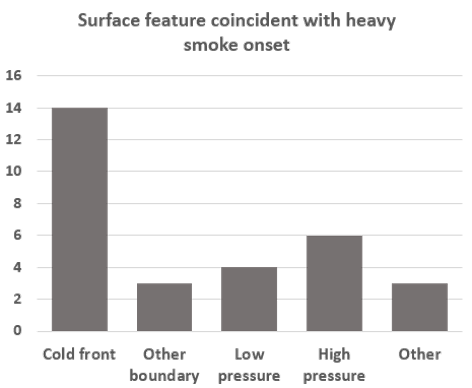 Surface feature coincident with heavy
smoke onset
16
14
12
10
8
6
4
2
0
Cold front
Other
boundary
Low
pressure
High
pressure
Other